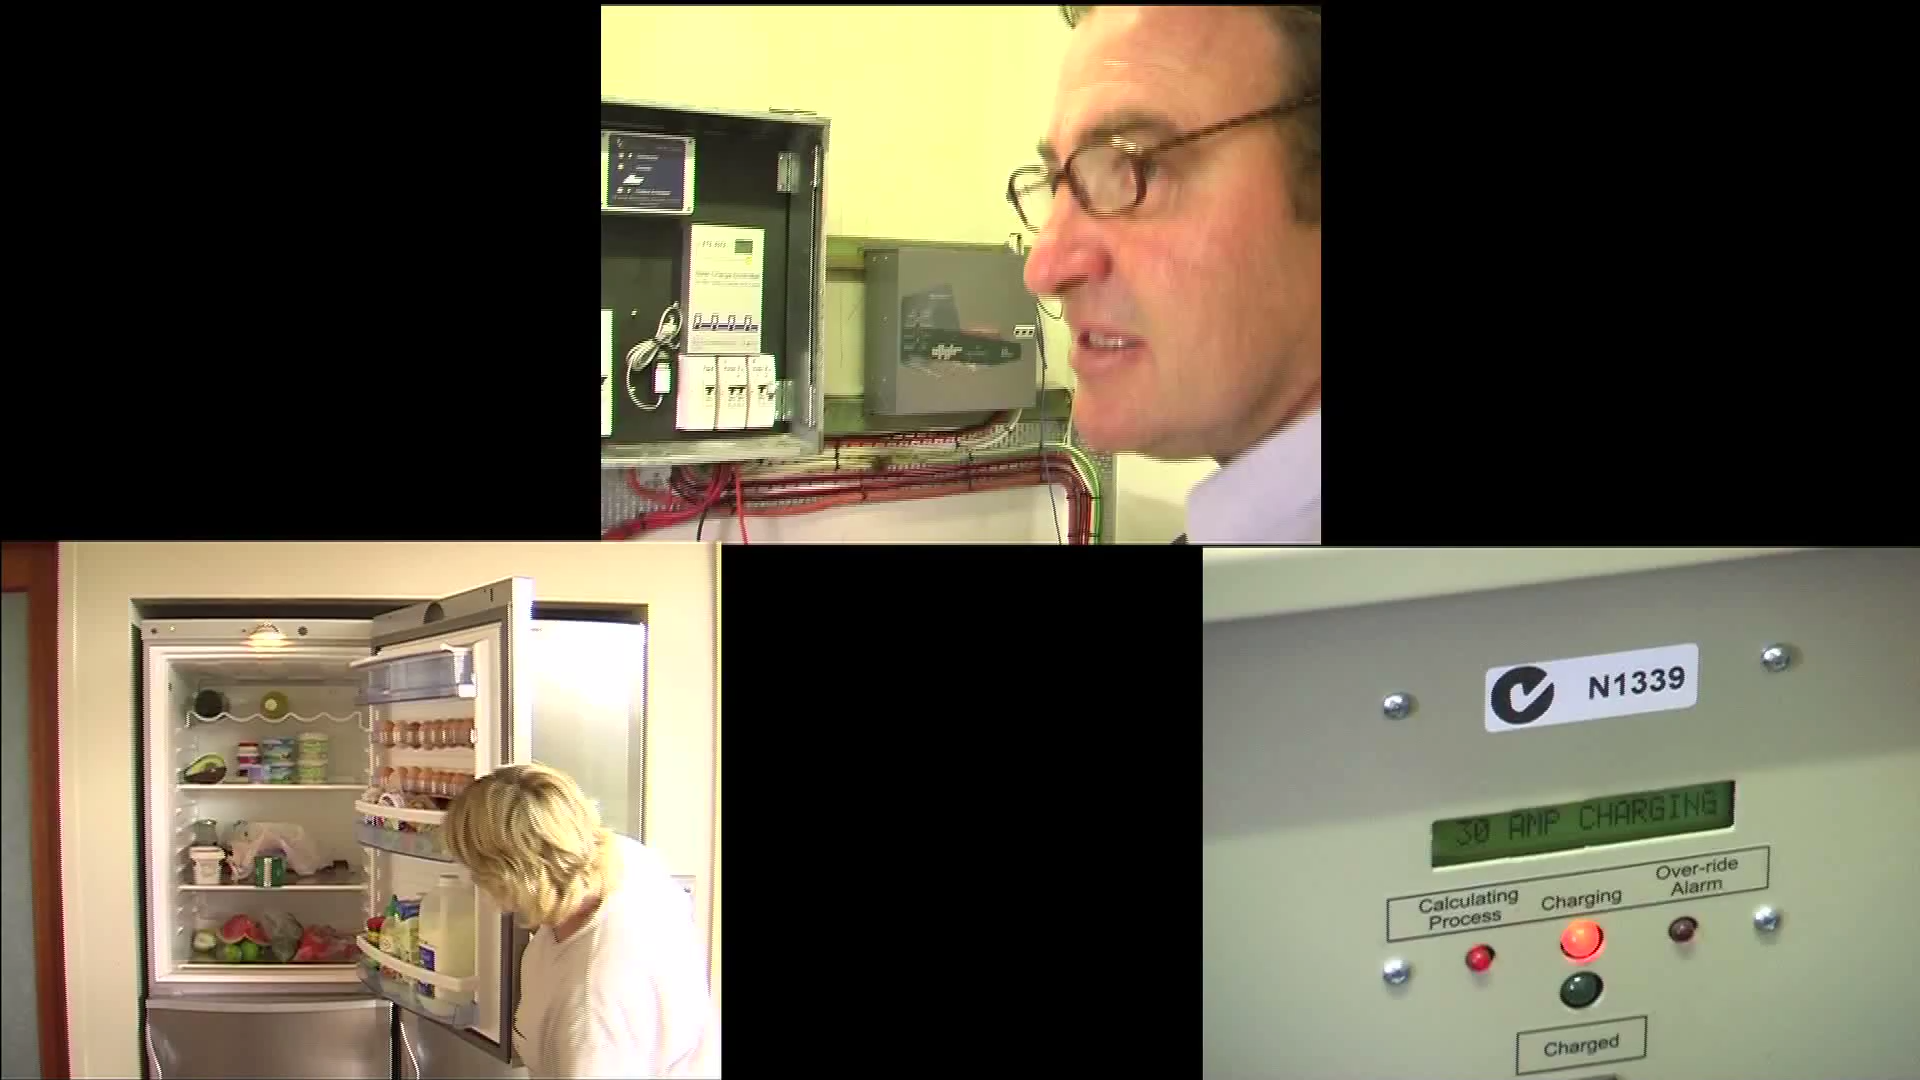 N1339
30 AMP CHARGING
Calculating
Process
Charging
Over-ride
Alarm
Charged